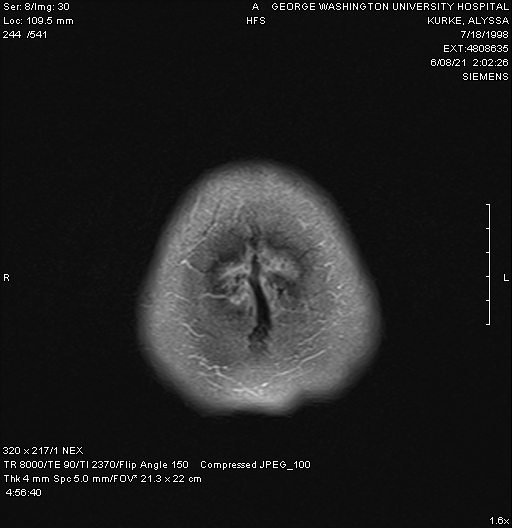 Ser: 8/Img: 30
Loc: 109.5 mm
244 /541
A
HFS
GEORGE WASHINGTON UNIVERSITY HOSPITAL
KURKE, ALYSSA
7/18/1998
EXT:4808635
6/08/21 2:02:26
SIEMENS
R
L
320 x 217/1 NEX
TR 8000/TE 90/TI 2370/Flip Angle 150 Compressed JPEG_100
Thk 4 mm Spc 5.0 mm/FOV* 21.3 x 22 cm
4:56:40
1.6x